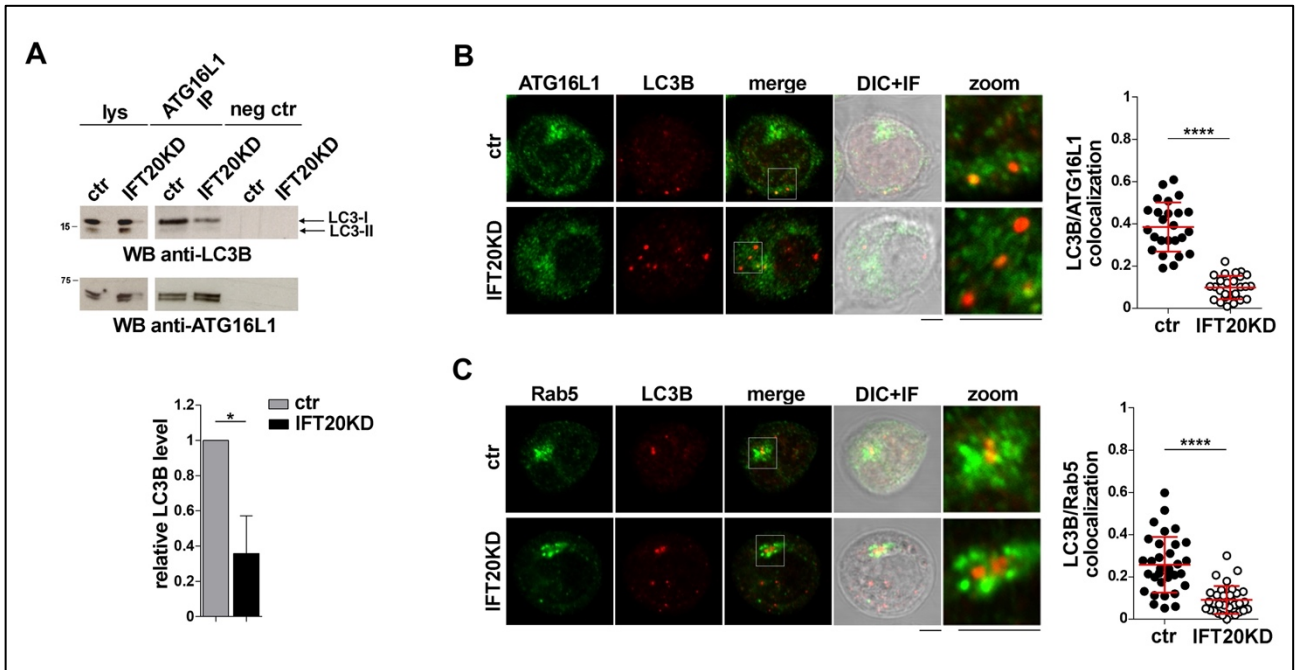 A
lys
ATG16L1 IP
neg ctr
ctr
IFT20KD
ctr
IFT20KD
ctr
IFT20KD
15
LC3-I
LC3-II
WB anti-LC3B
75
WB anti-ATG16L1
relative LC3B level
1.2
1
0.8
0.6
0.4
0.2
0
*
ctr
IFT20KD
B
ATG16L1 LC3B merge DIC+IF zoom
ctr
IFT20KD
LC3B/ATG16L1
colocalization
1
0.8
0.6
0.4
0.2
0
****
ctr IFT20KD
C
Rab5 LC3B merge DIC+IF zoom
ctr
IFT20KD
LC3B/Rab5
colocalization
1
0.8
0.6
0.4
0.2
0
****
ctr IFT20KD